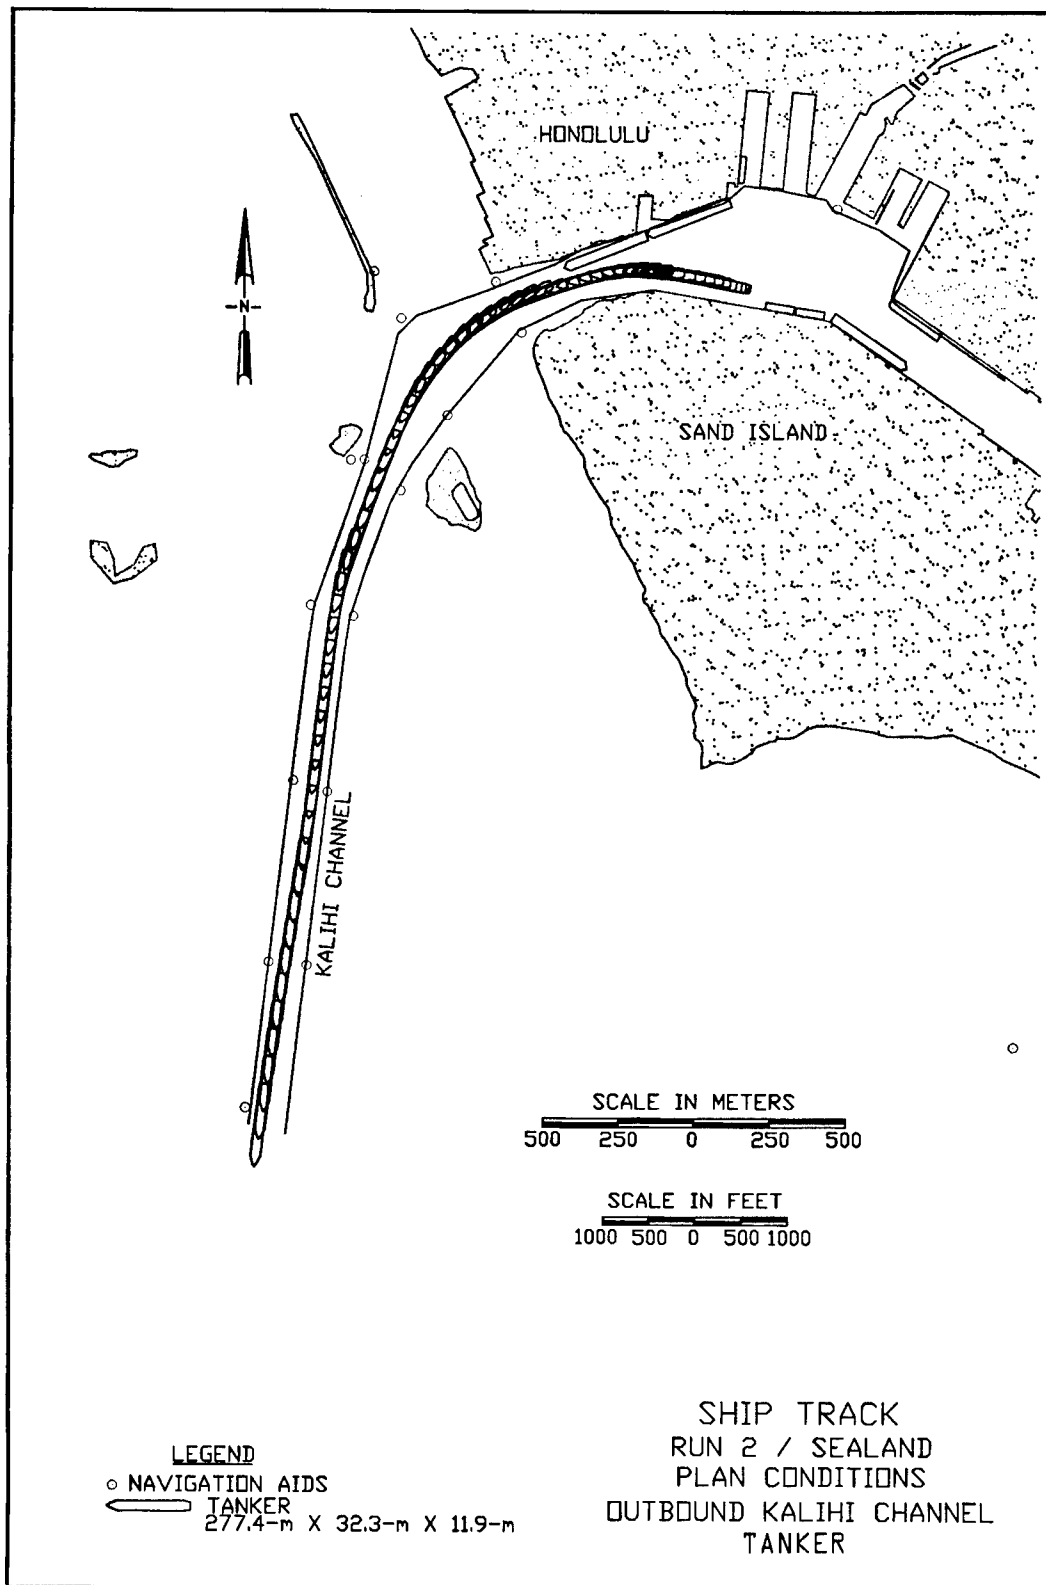 HONOLULU
N
SAND ISLAND
KALIHI CHANNEL
SCALE IN METERS
500 250 0 250 500
SCALE IN FEET
1000 500 0 500 1000
SHIP TRACK
RUN 2 / SEALAND
PLAN CONDITIONS
OUTBOUND KALIHI CHANNEL
TANKER
LEGEND
NAVIGATION AIDS
TANKER
277.4-m X 32.3-m X 11.9-m